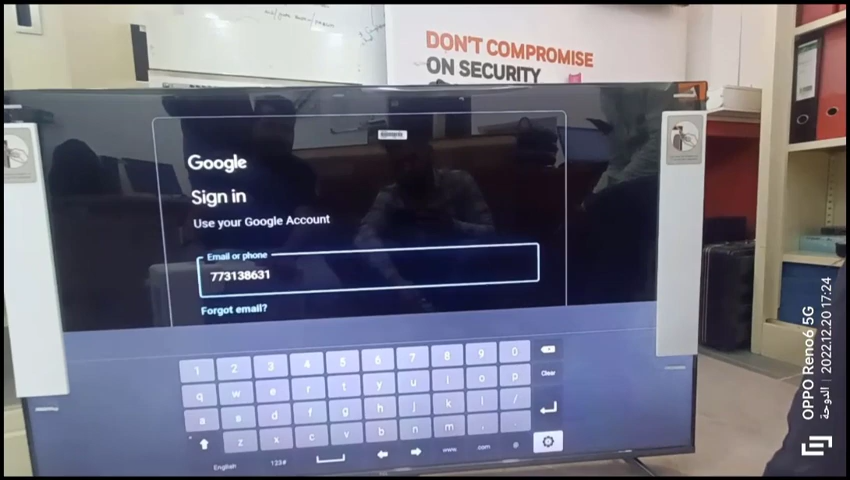 DON'T COMPROMISE
ON SECURITY
Google
Sign in
Use your Google Account
Email or phone
773138631
Forgot email?
1 2 3 4 5 6 7 8 9 0
q w e r t y u i o p Clear
a s d f g h j k l /
z x c v b n m , .
English 123# www. .com @
OPPO Reno6 5G
2022.12.20 17:24 الدوحة